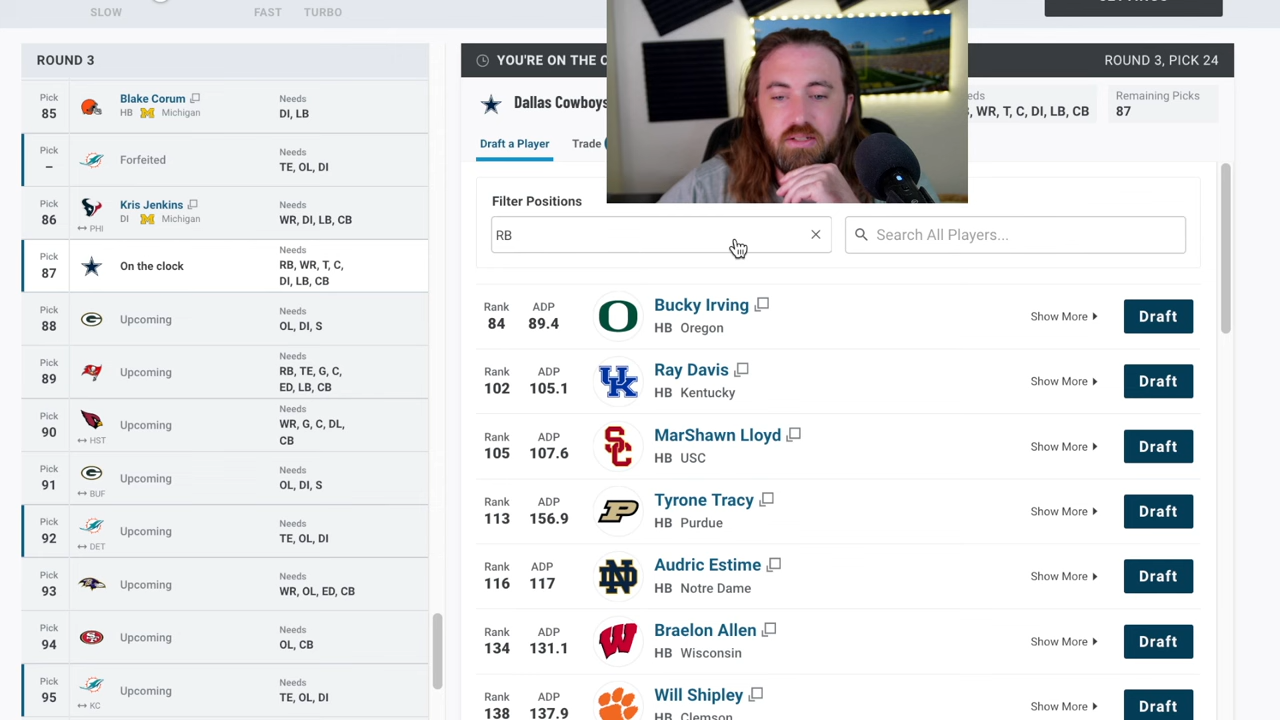 SLOW FAST TURBO
ROUND 3
Pick 85 Blake Corum HB Michigan Needs DI, LB
Pick – Forfeited Needs TE, OL, DI
Pick 86 ↔ PHI Kris Jenkins DI Michigan Needs WR, DI, LB, CB
Pick 87 On the clock Needs RB, WR, T, C, DI, LB, CB
Pick 88 Upcoming Needs OL, DI, S
Pick 89 Upcoming Needs RB, TE, G, C, ED, LB, CB
Pick 90 ↔ HST Upcoming Needs WR, G, C, DL, CB
Pick 91 ↔ BUF Upcoming Needs OL, DI, S
Pick 92 ↔ DET Upcoming Needs TE, OL, DI
Pick 93 Upcoming Needs WR, OL, ED, CB
Pick 94 Upcoming Needs OL, CB
Pick 95 ↔ KC Upcoming Needs TE, OL, DI
YOU'RE ON THE ROUND 3, PICK 24
Dallas Cowboys
WR, T, C, DI, LB, CB
Remaining Picks
87
Draft a Player Trade
Filter Positions
RB
Search All Players...
Rank 84 ADP 89.4 Bucky Irving HB Oregon Show More Draft
Rank 102 ADP 105.1 Ray Davis HB Kentucky Show More Draft
Rank 105 ADP 107.6 MarShawn Lloyd HB USC Show More Draft
Rank 113 ADP 156.9 Tyrone Tracy HB Purdue Show More Draft
Rank 116 ADP 117 Audric Estime HB Notre Dame Show More Draft
Rank 134 ADP 131.1 Braelon Allen HB Wisconsin Show More Draft
Rank 138 ADP 137.9 Will Shipley HB Clemson Show More Draft